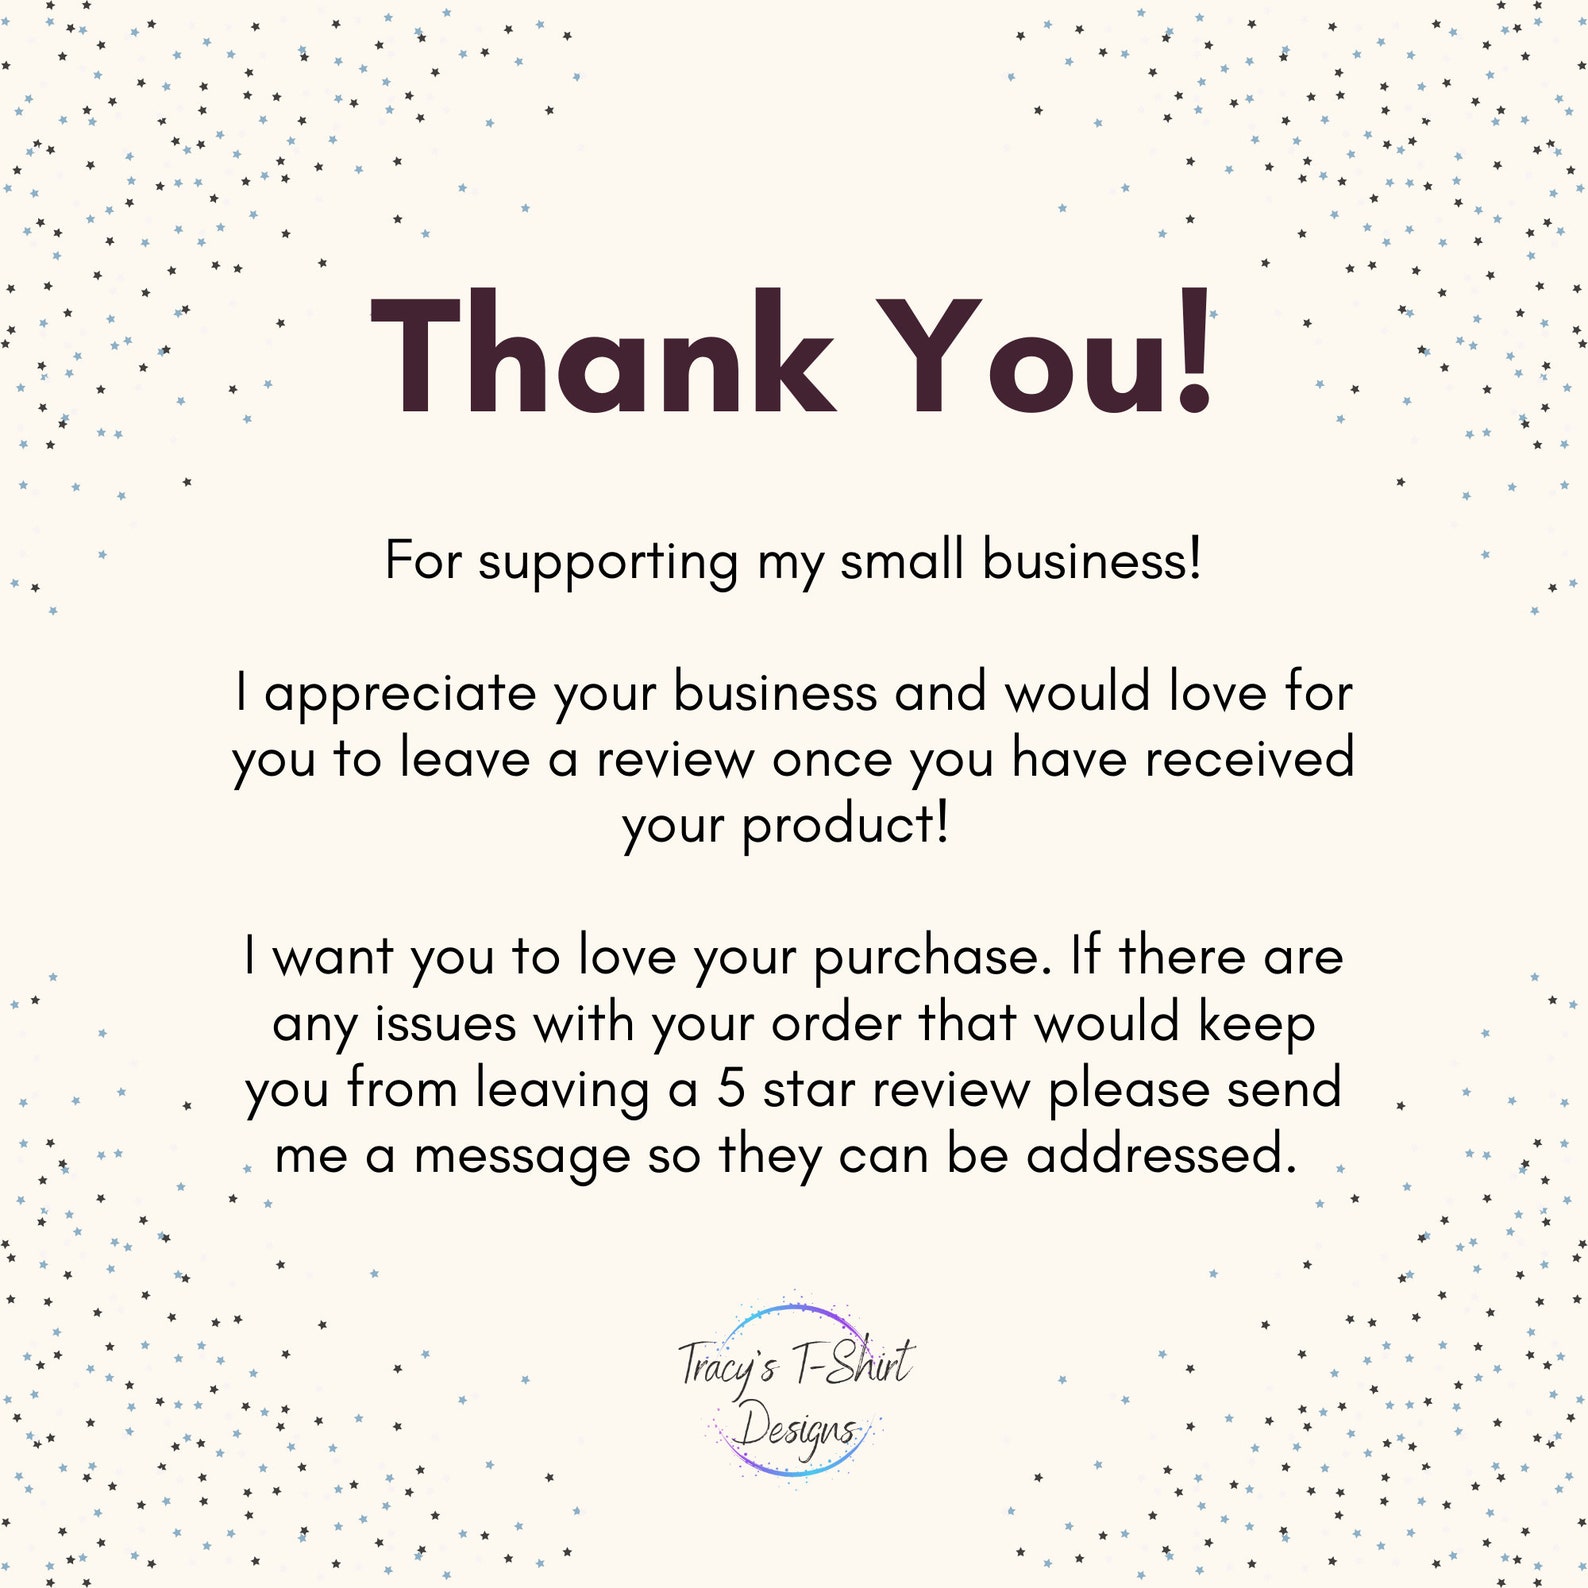 Thank You!
For supporting my small business!
I appreciate your business and would love for
you to leave a review once you have received
your product!
I want you to love your purchase. If there are
any issues with your order that would keep
you from leaving a 5 star review please send
me a message so they can be addressed.
Tracy's T-Shirt
Designs